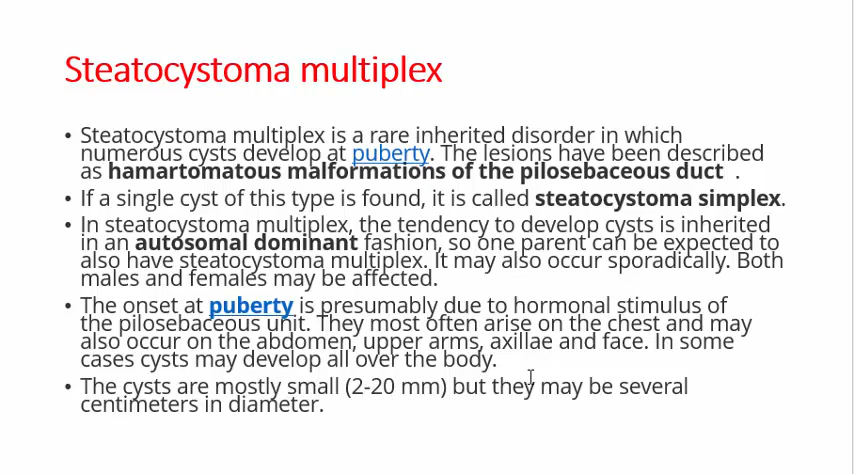 Steatocystoma multiplex
• Steatocystoma multiplex is a rare inherited disorder in which
numerous cysts develop at puberty. The lesions have been described
as hamartomatous malformations of the pilosebaceous duct .
• If a single cyst of this type is found, it is called steatocystoma simplex.
• In steatocystoma multiplex, the tendency to develop cysts is inherited
in an autosomal dominant fashion, so one parent can be expected to
also have steatocystoma multiplex. It may also occur sporadically. Both
males and females may be affected.
• The onset at puberty is presumably due to hormonal stimulus of
the pilosebaceous unit. They most often arise on the chest and may
also occur on the abdomen, upper arms, axillae and face. In some
cases cysts may develop all over the body.
• The cysts are mostly small (2-20 mm) but they may be several
centimeters in diameter.